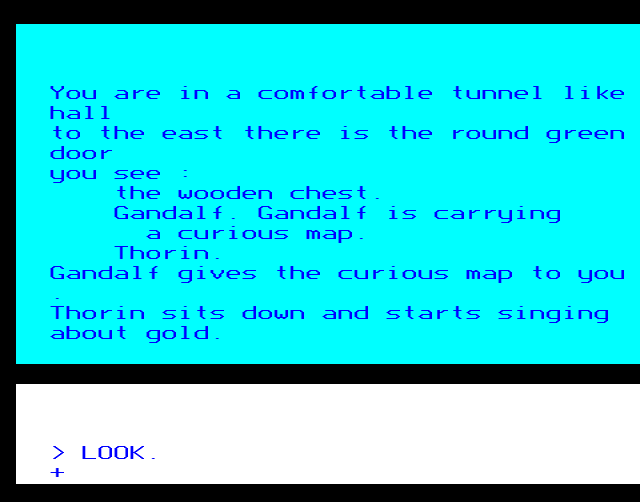 You are in a comfortable tunnel like
hall
to the east there is the round green
door
you see :
the wooden chest.
Gandalf. Gandalf is carrying
a curious map.
Thorin.
Gandalf gives the curious map to you
.
Thorin sits down and starts singing
about gold.
> LOOK.
+